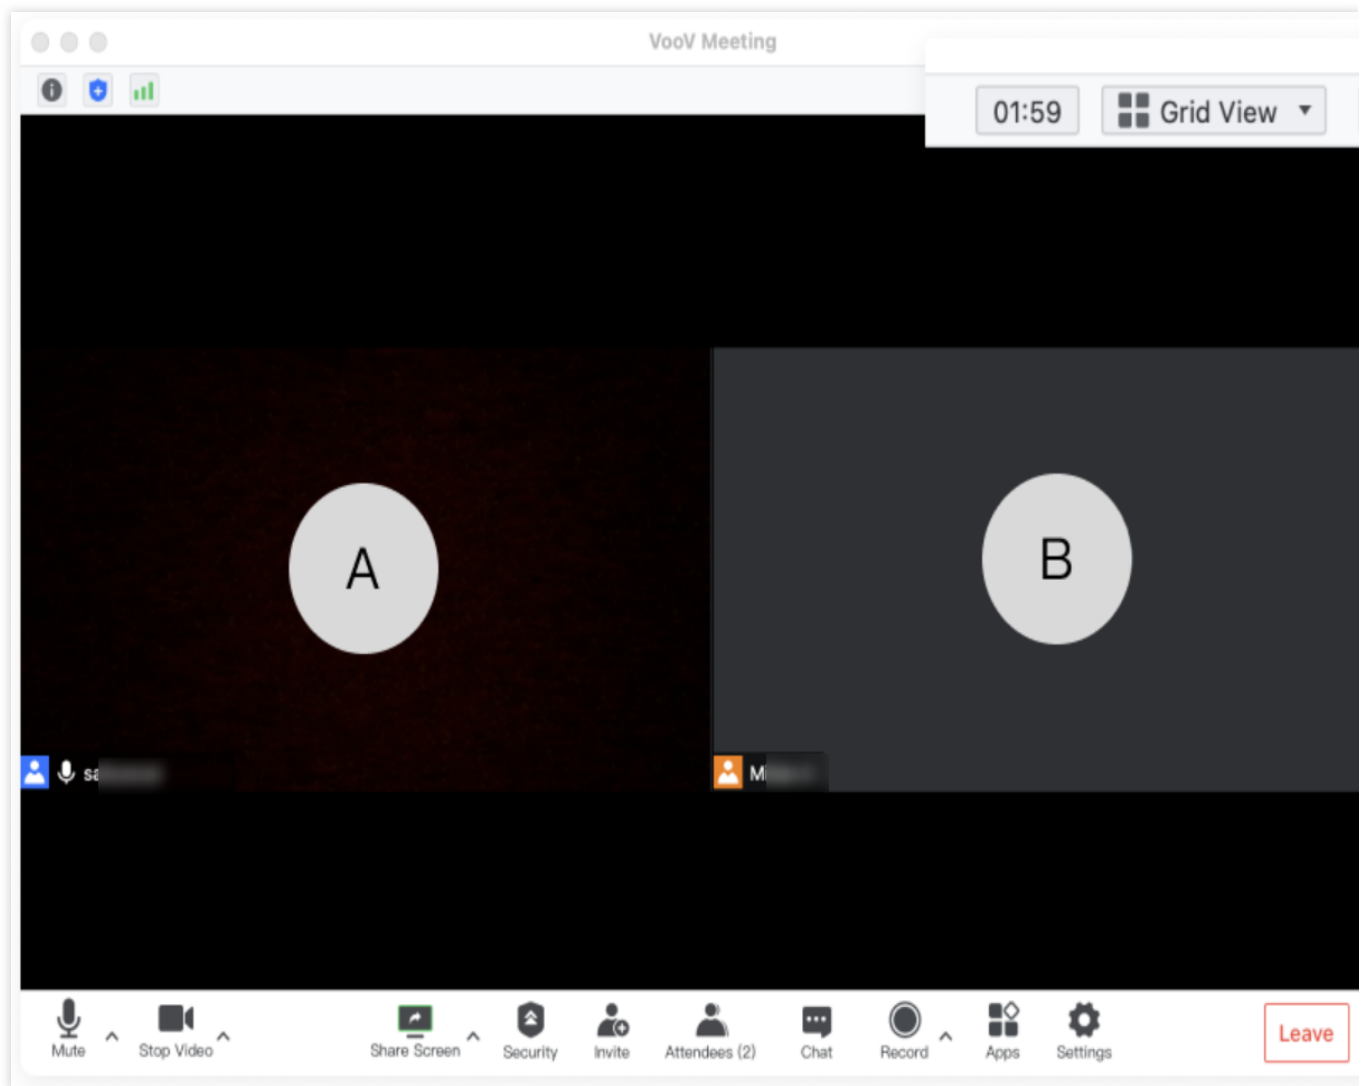 VooV Meeting
01:59
Grid View
A
B
Mute
Stop Video
Share Screen
Security
Invite
Attendees (2)
Chat
Record
Apps
Settings
Leave